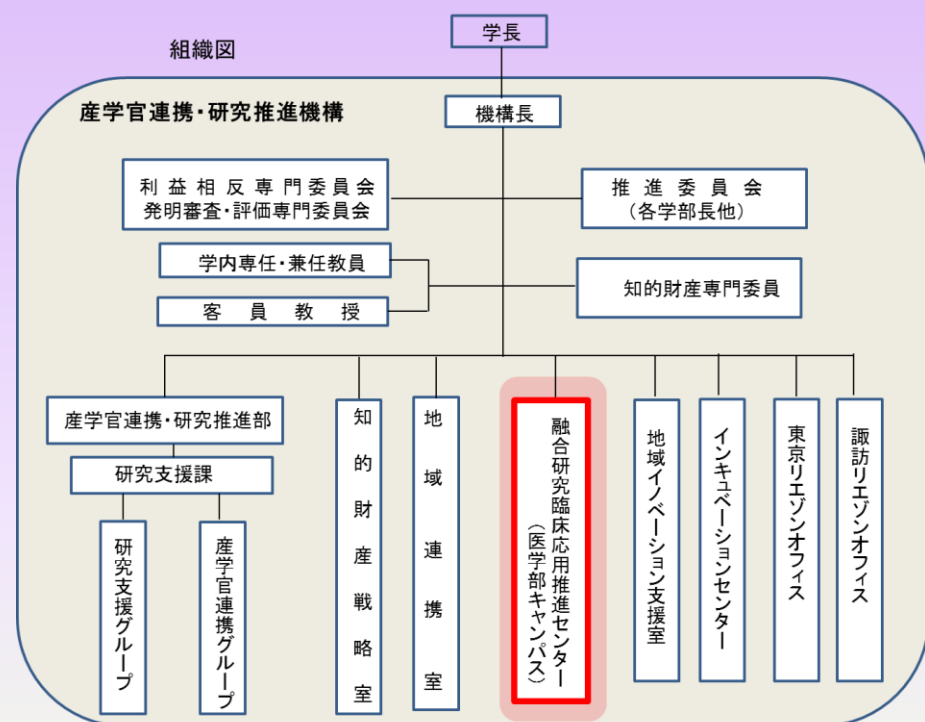 学長
組織図
産学官連携・研究推進機構
機構長
利益相反専門委員会
発明審査・評価専門委員会
推進委員会
(各学部長他)
学内専任・兼任教員
客員教授
知的財産専門委員
産学官連携・研究推進部
研究支援課
研究支援グループ
産学官連携グループ
知的財産戦略室
地域連携室
融合研究臨床応用推進センター
(医学部キャンパス)
地域イノベーション支援室
インキュベーションセンター
東京リエゾンオフィス
諏訪リエゾンオフィス